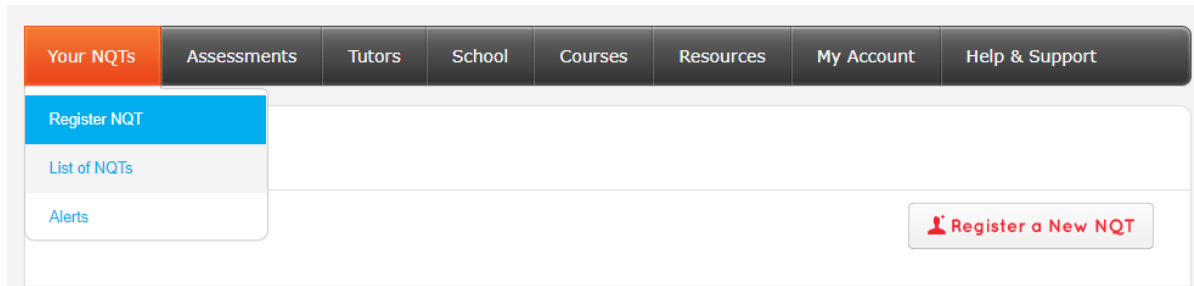 Your NQTs Assessments Tutors School Courses Resources My Account Help & Support
Register NQT
List of NQTs
Alerts
Register a New NQT